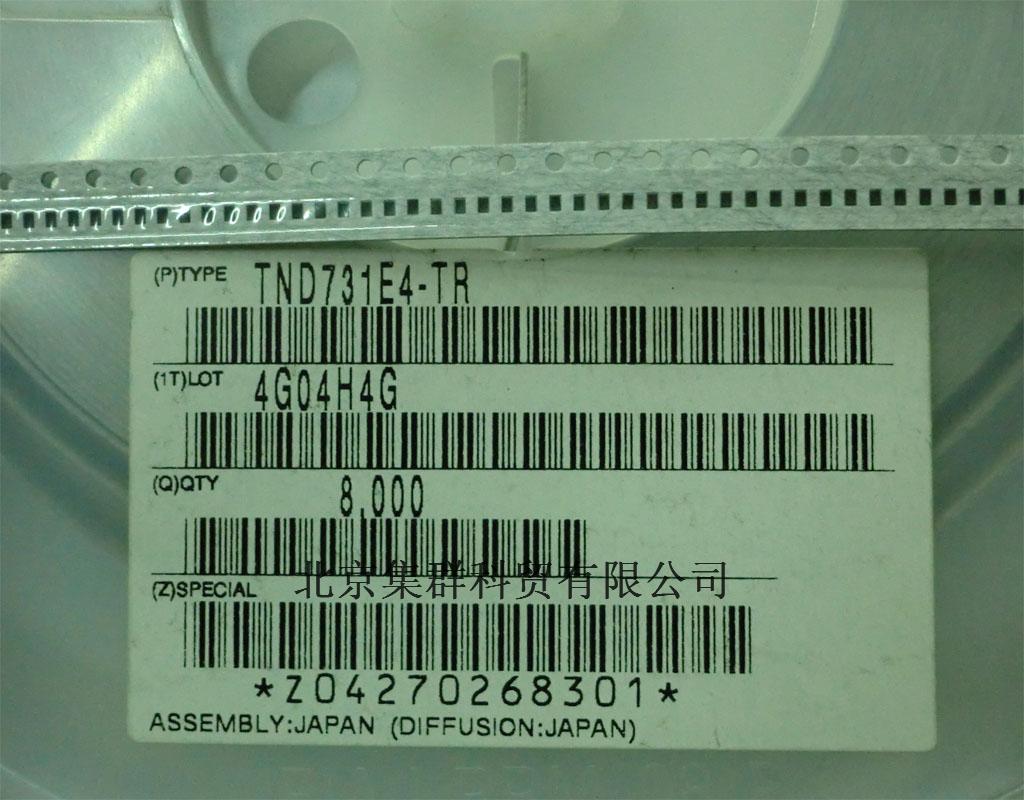 (P)TYPE TND731E4-TR
(1T)LOT 4G04H4G
(Q)QTY 8,000
北京集群科贸有限公司
(Z)SPECIAL
*Z04270268301*
ASSEMBLY:JAPAN (DIFFUSION:JAPAN)